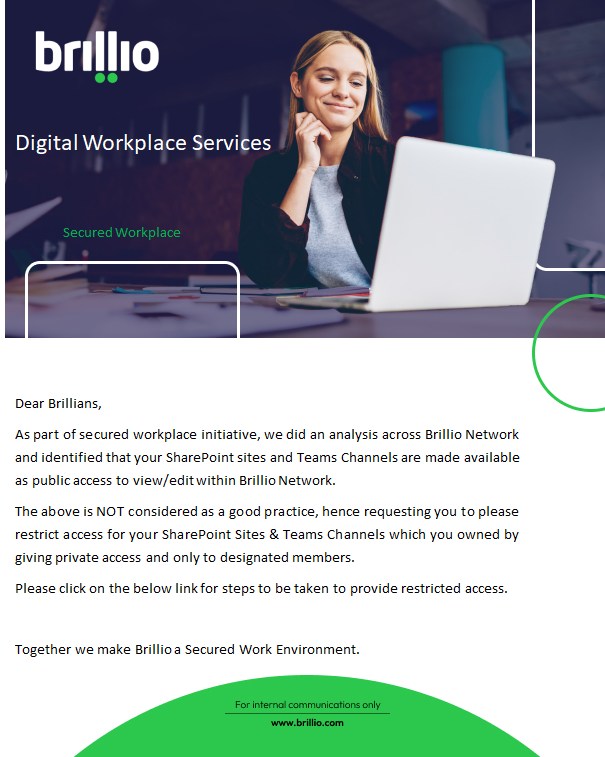 brillio
Digital Workplace Services
Secured Workplace
Dear Brillians,
As part of secured workplace initiative, we did an analysis across Brillio Network
and identified that your SharePoint sites and Teams Channels are made available
as public access to view/edit within Brillio Network.
The above is NOT considered as a good practice, hence requesting you to please
restrict access for your SharePoint Sites & Teams Channels which you owned by
giving private access and only to designated members.
Please click on the below link for steps to be taken to provide restricted access.
Together we make Brillio a Secured Work Environment.
For internal communications only
www.brillio.com